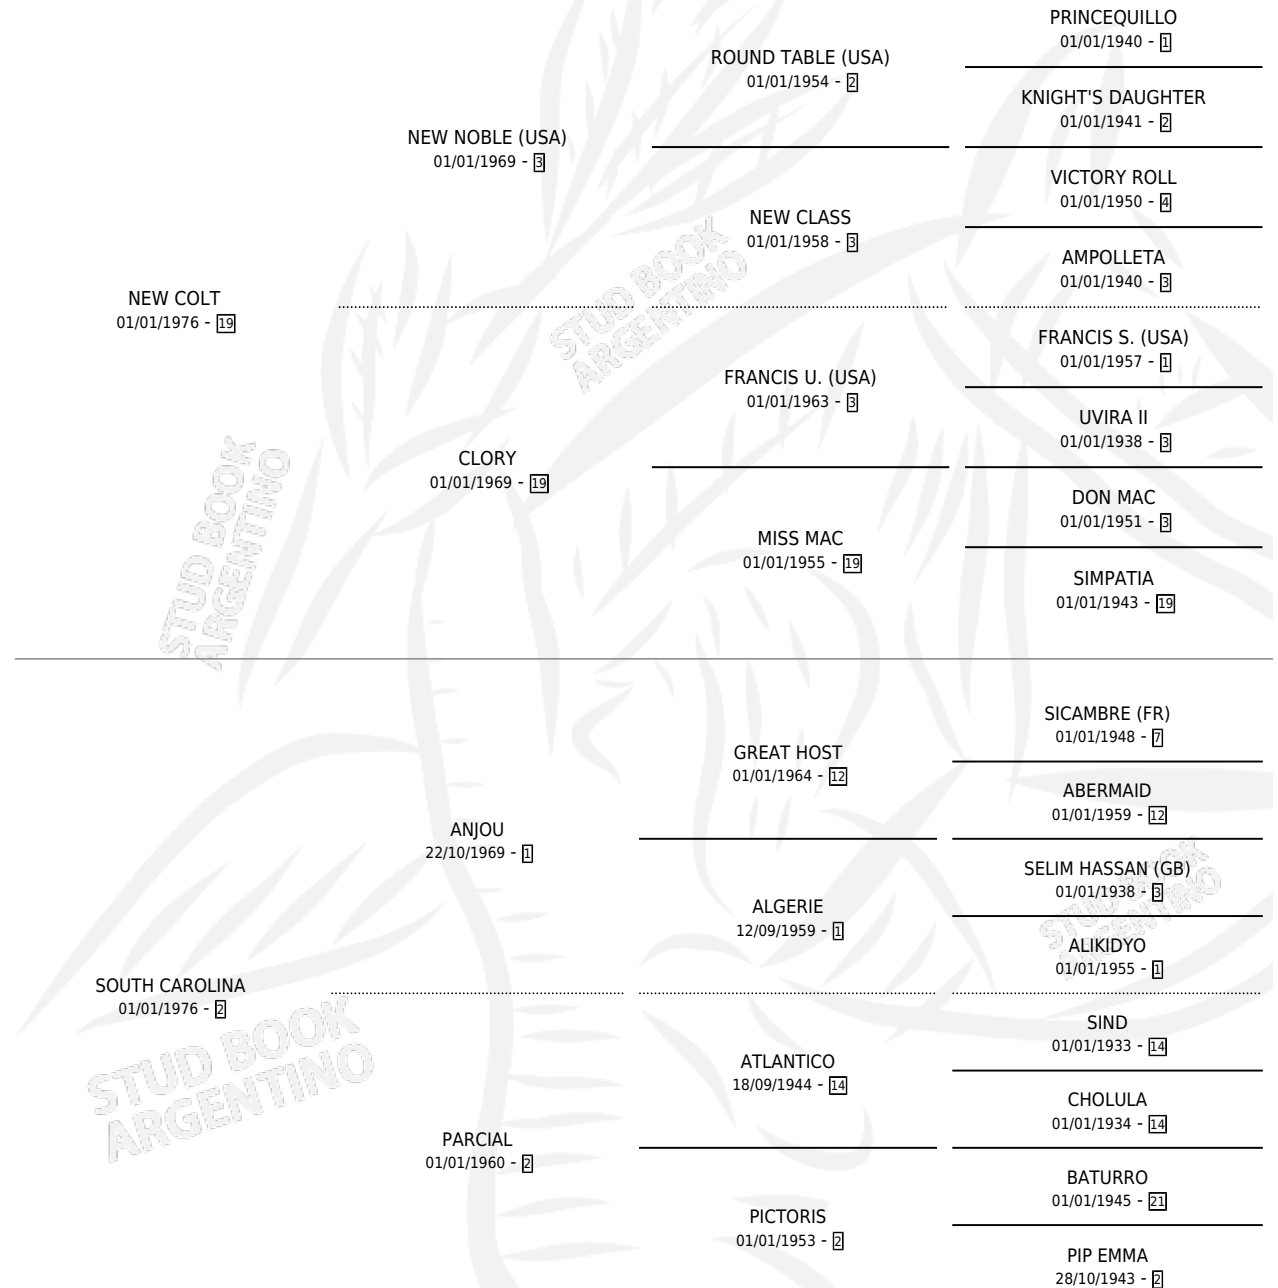 PRINCEQUILLO
01/01/1940 - 1
ROUND TABLE (USA)
01/01/1954 - 2
KNIGHT'S DAUGHTER
01/01/1941 - 2
NEW NOBLE (USA)
01/01/1969 - 3
VICTORY ROLL
01/01/1950 - 4
NEW CLASS
01/01/1958 - 3
AMPOLLETA
01/01/1940 - 3
NEW COLT
01/01/1976 - 19
STUD BOOK
ARGENTINO
FRANCIS S. (USA)
01/01/1957 - 1
FRANCIS U. (USA)
01/01/1963 - 3
UVIRA II
01/01/1938 - 3
CLORY
01/01/1969 - 19
DON MAC
01/01/1951 - 3
MISS MAC
01/01/1955 - 19
SIMPATIA
01/01/1943 - 19
STUD BOOK
ARGENTINO
SICAMBRE (FR)
01/01/1948 - 7
GREAT HOST
01/01/1964 - 12
ABERMAID
01/01/1959 - 12
ANJOU
22/10/1969 - 1
SELIM HASSAN (GB)
01/01/1938 - 3
ALGERIE
12/09/1959 - 1
ALIKIDYO
01/01/1955 - 1
STUD BOOK
ARGENTINO
SOUTH CAROLINA
01/01/1976 - 2
SIND
01/01/1933 - 14
ATLANTICO
18/09/1944 - 14
CHOLULA
01/01/1934 - 14
STUD BOOK
ARGENTINO
PARCIAL
01/01/1960 - 2
BATURRO
01/01/1945 - 21
PICTORIS
01/01/1953 - 2
PIP EMMA
28/10/1943 - 2